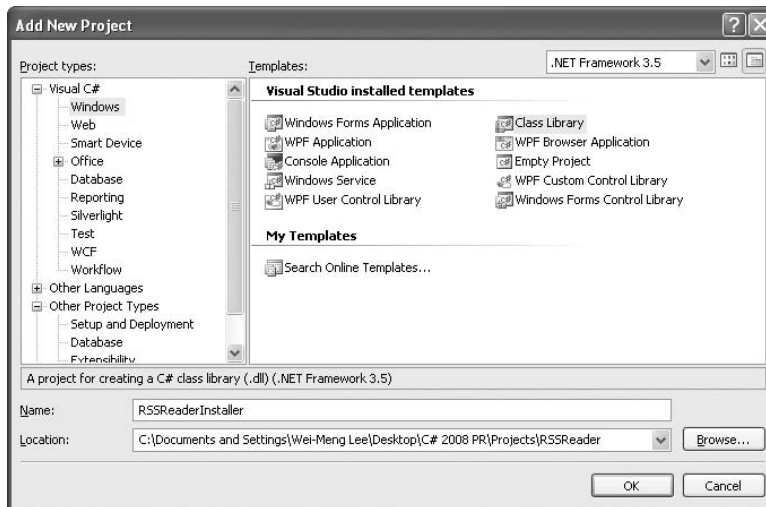 Add New Project
Project types:
Templates:
.NET Framework 3.5
Visual C#
Windows
Web
Smart Device
Office
Database
Reporting
Silverlight
Test
WCF
Workflow
Other Languages
Other Project Types
Setup and Deployment
Database
Extensibility
Visual Studio installed templates
Windows Forms Application
Class Library
WPF Application
WPF Browser Application
Console Application
Empty Project
Windows Service
WPF Custom Control Library
WPF User Control Library
Windows Forms Control Library
My Templates
Search Online Templates...
A project for creating a C# class library (.dll) (.NET Framework 3.5)
Name:
RSSReaderInstaller
Location:
C:\Documents and Settings\Wei-Meng Lee\Desktop\C# 2008 PR\Projects\RSSReader
Browse...
OK
Cancel